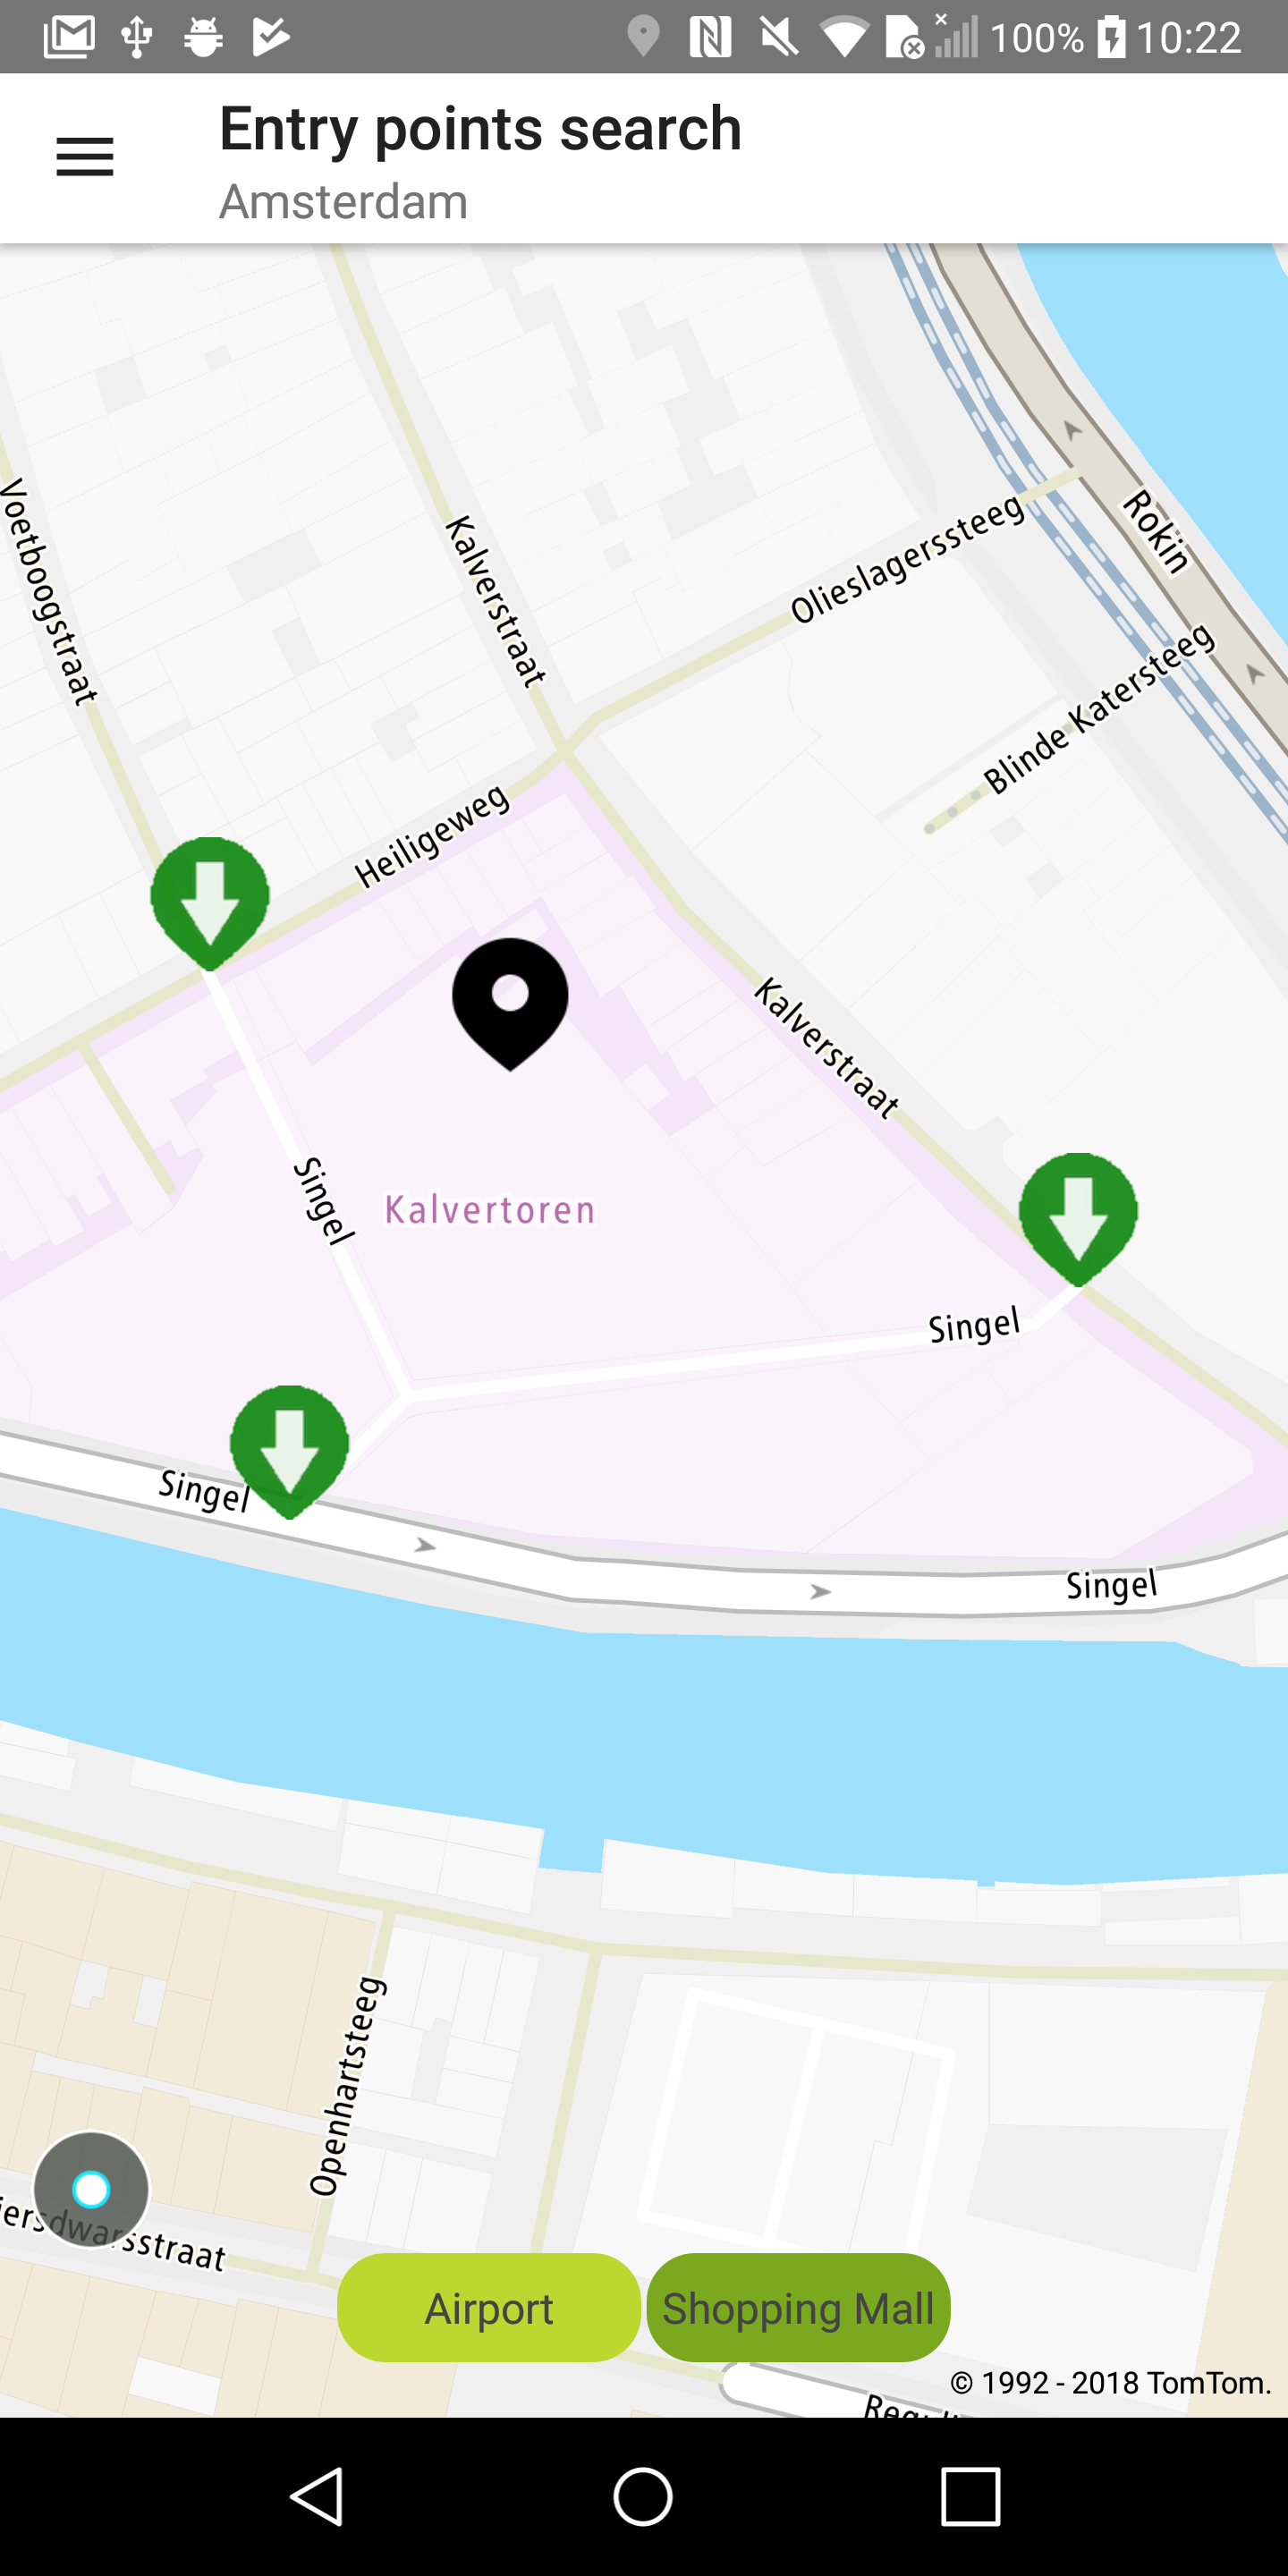 100% 10:22
Entry points search
Amsterdam
Voetboogstraat
Kalverstraat
Olieslagerssteeg
Rokin
Blinde Katersteeg
Heiligeweg
Kalverstraat
Singel
Kalvertoren
Singel
Singel
Singel
Openhartsteeg
Airport
Shopping Mall
© 1992 - 2018 TomTom.